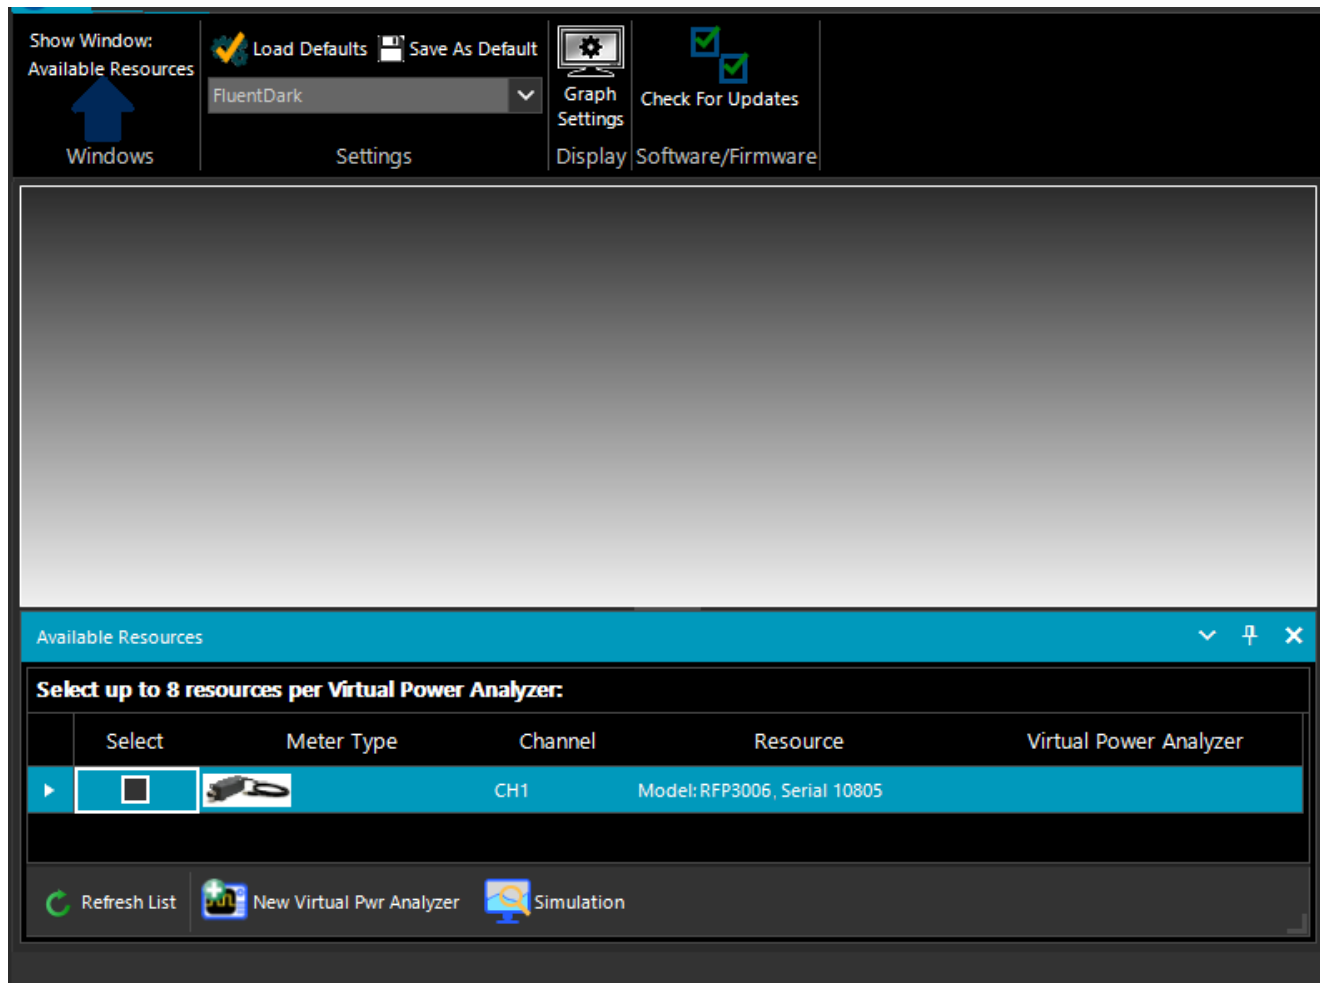 Show Window:
Available Resources
Load Defaults
Save As Default
FluentDark
Graph
Settings
Check For Updates
Windows
Settings
Display
Software/Firmware
Available Resources
Select up to 8 resources per Virtual Power Analyzer:
Select
Meter Type
Channel
Resource
Virtual Power Analyzer
CH1
Model: RFP3006, Serial 10805
Refresh List
New Virtual Pwr Analyzer
Simulation